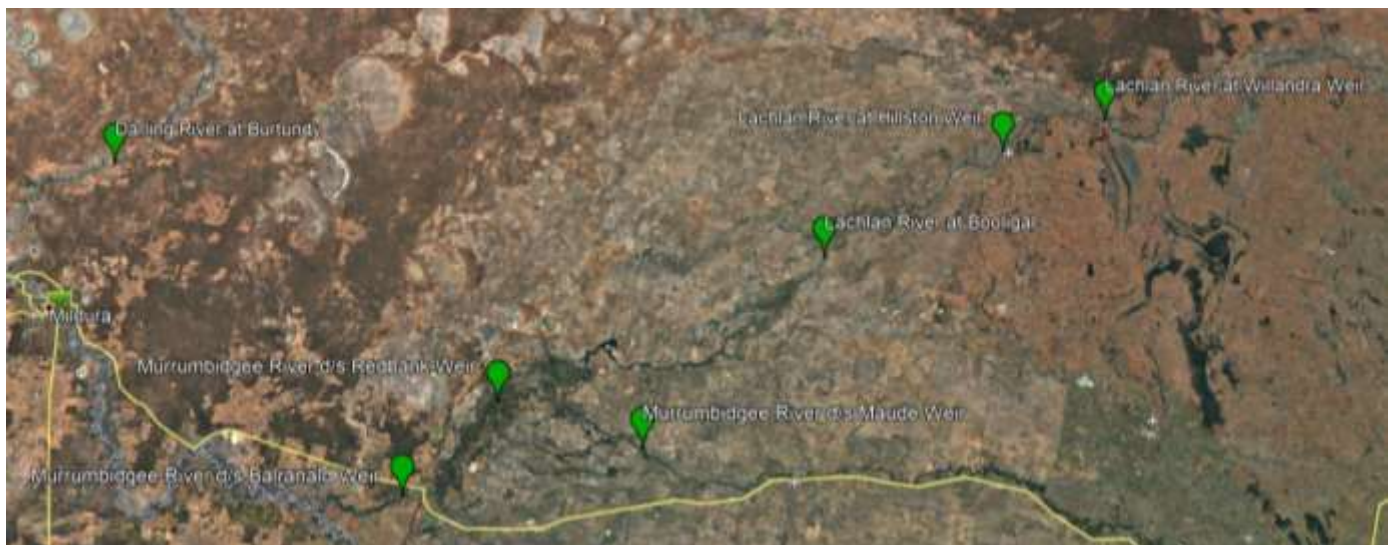 Lachlan River at Willandra Weir
Lachlan River at Hillston Weir
Darling River at Burtundy
Lachlan River at Booligal
Mildura
Murrumbidgee River d/s Redbank Weir
Murrumbidgee River d/s Maude Weir
Murrumbidgee River d/s Balranald Weir